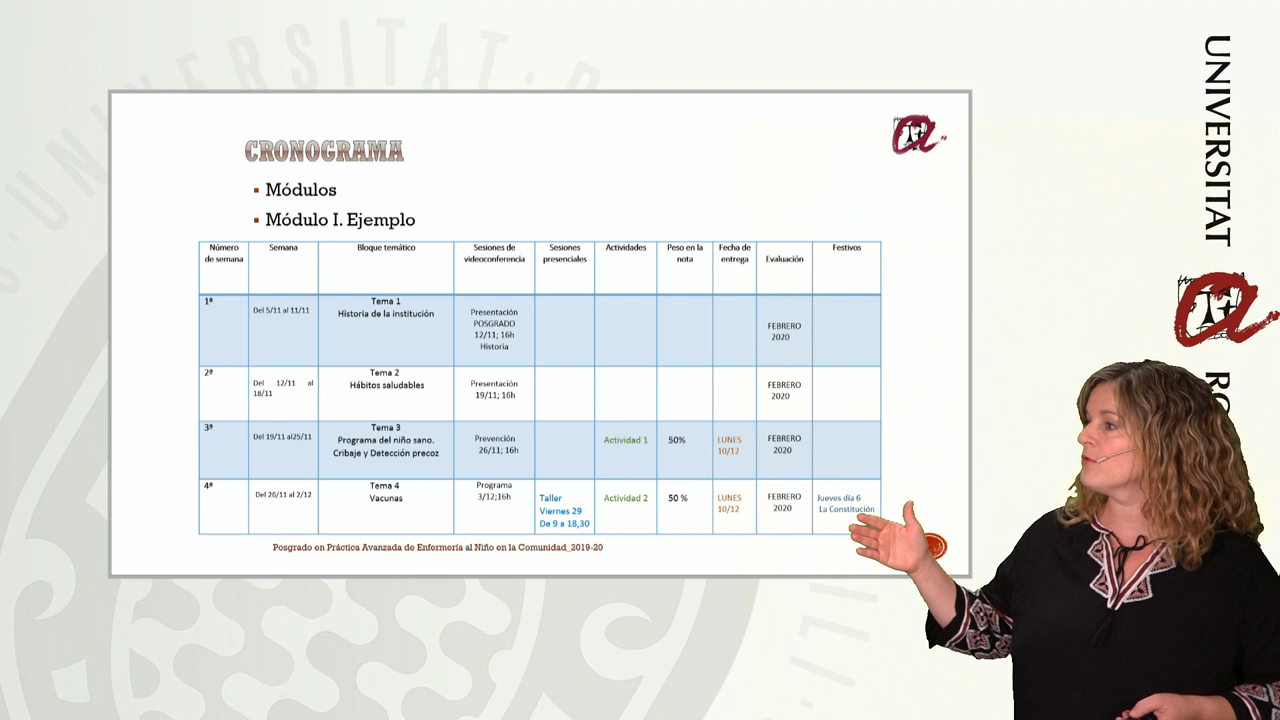 UNIVERSITAT
RO
UNIVERSITAT
CRONOGRAMA
Módulos
Módulo I. Ejemplo
Número de semana
Semana
Bloque temático
Sesiones de videoconferencia
Sesiones presenciales
Actividades
Peso en la nota
Fecha de entrega
Evaluación
Festivos
1ª
Del 5/11 al 11/11
Tema 1
Historia de la institución
Presentación
POSGRADO
12/11; 16h
Historia
FEBRERO
2020
2ª
Del 12/11 al
18/11
Tema 2
Hábitos saludables
Presentación
19/11; 16h
FEBRERO
2020
3ª
Del 19/11 al25/11
Tema 3
Programa del niño sano.
Cribaje y Detección precoz
Prevención
26/11; 16h
Actividad 1
50%
LUNES
10/12
FEBRERO
2020
4ª
Del 26/11 al 2/12
Tema 4
Vacunas
Programa
3/12;16h
Taller
Viernes 29
De 9 a 18,30
Actividad 2
50 %
LUNES
10/12
FEBRERO
2020
Jueves día 6
La Constitución
Posgrado en Práctica Avanzada de Enfermería al Niño en la Comunidad_2019-20